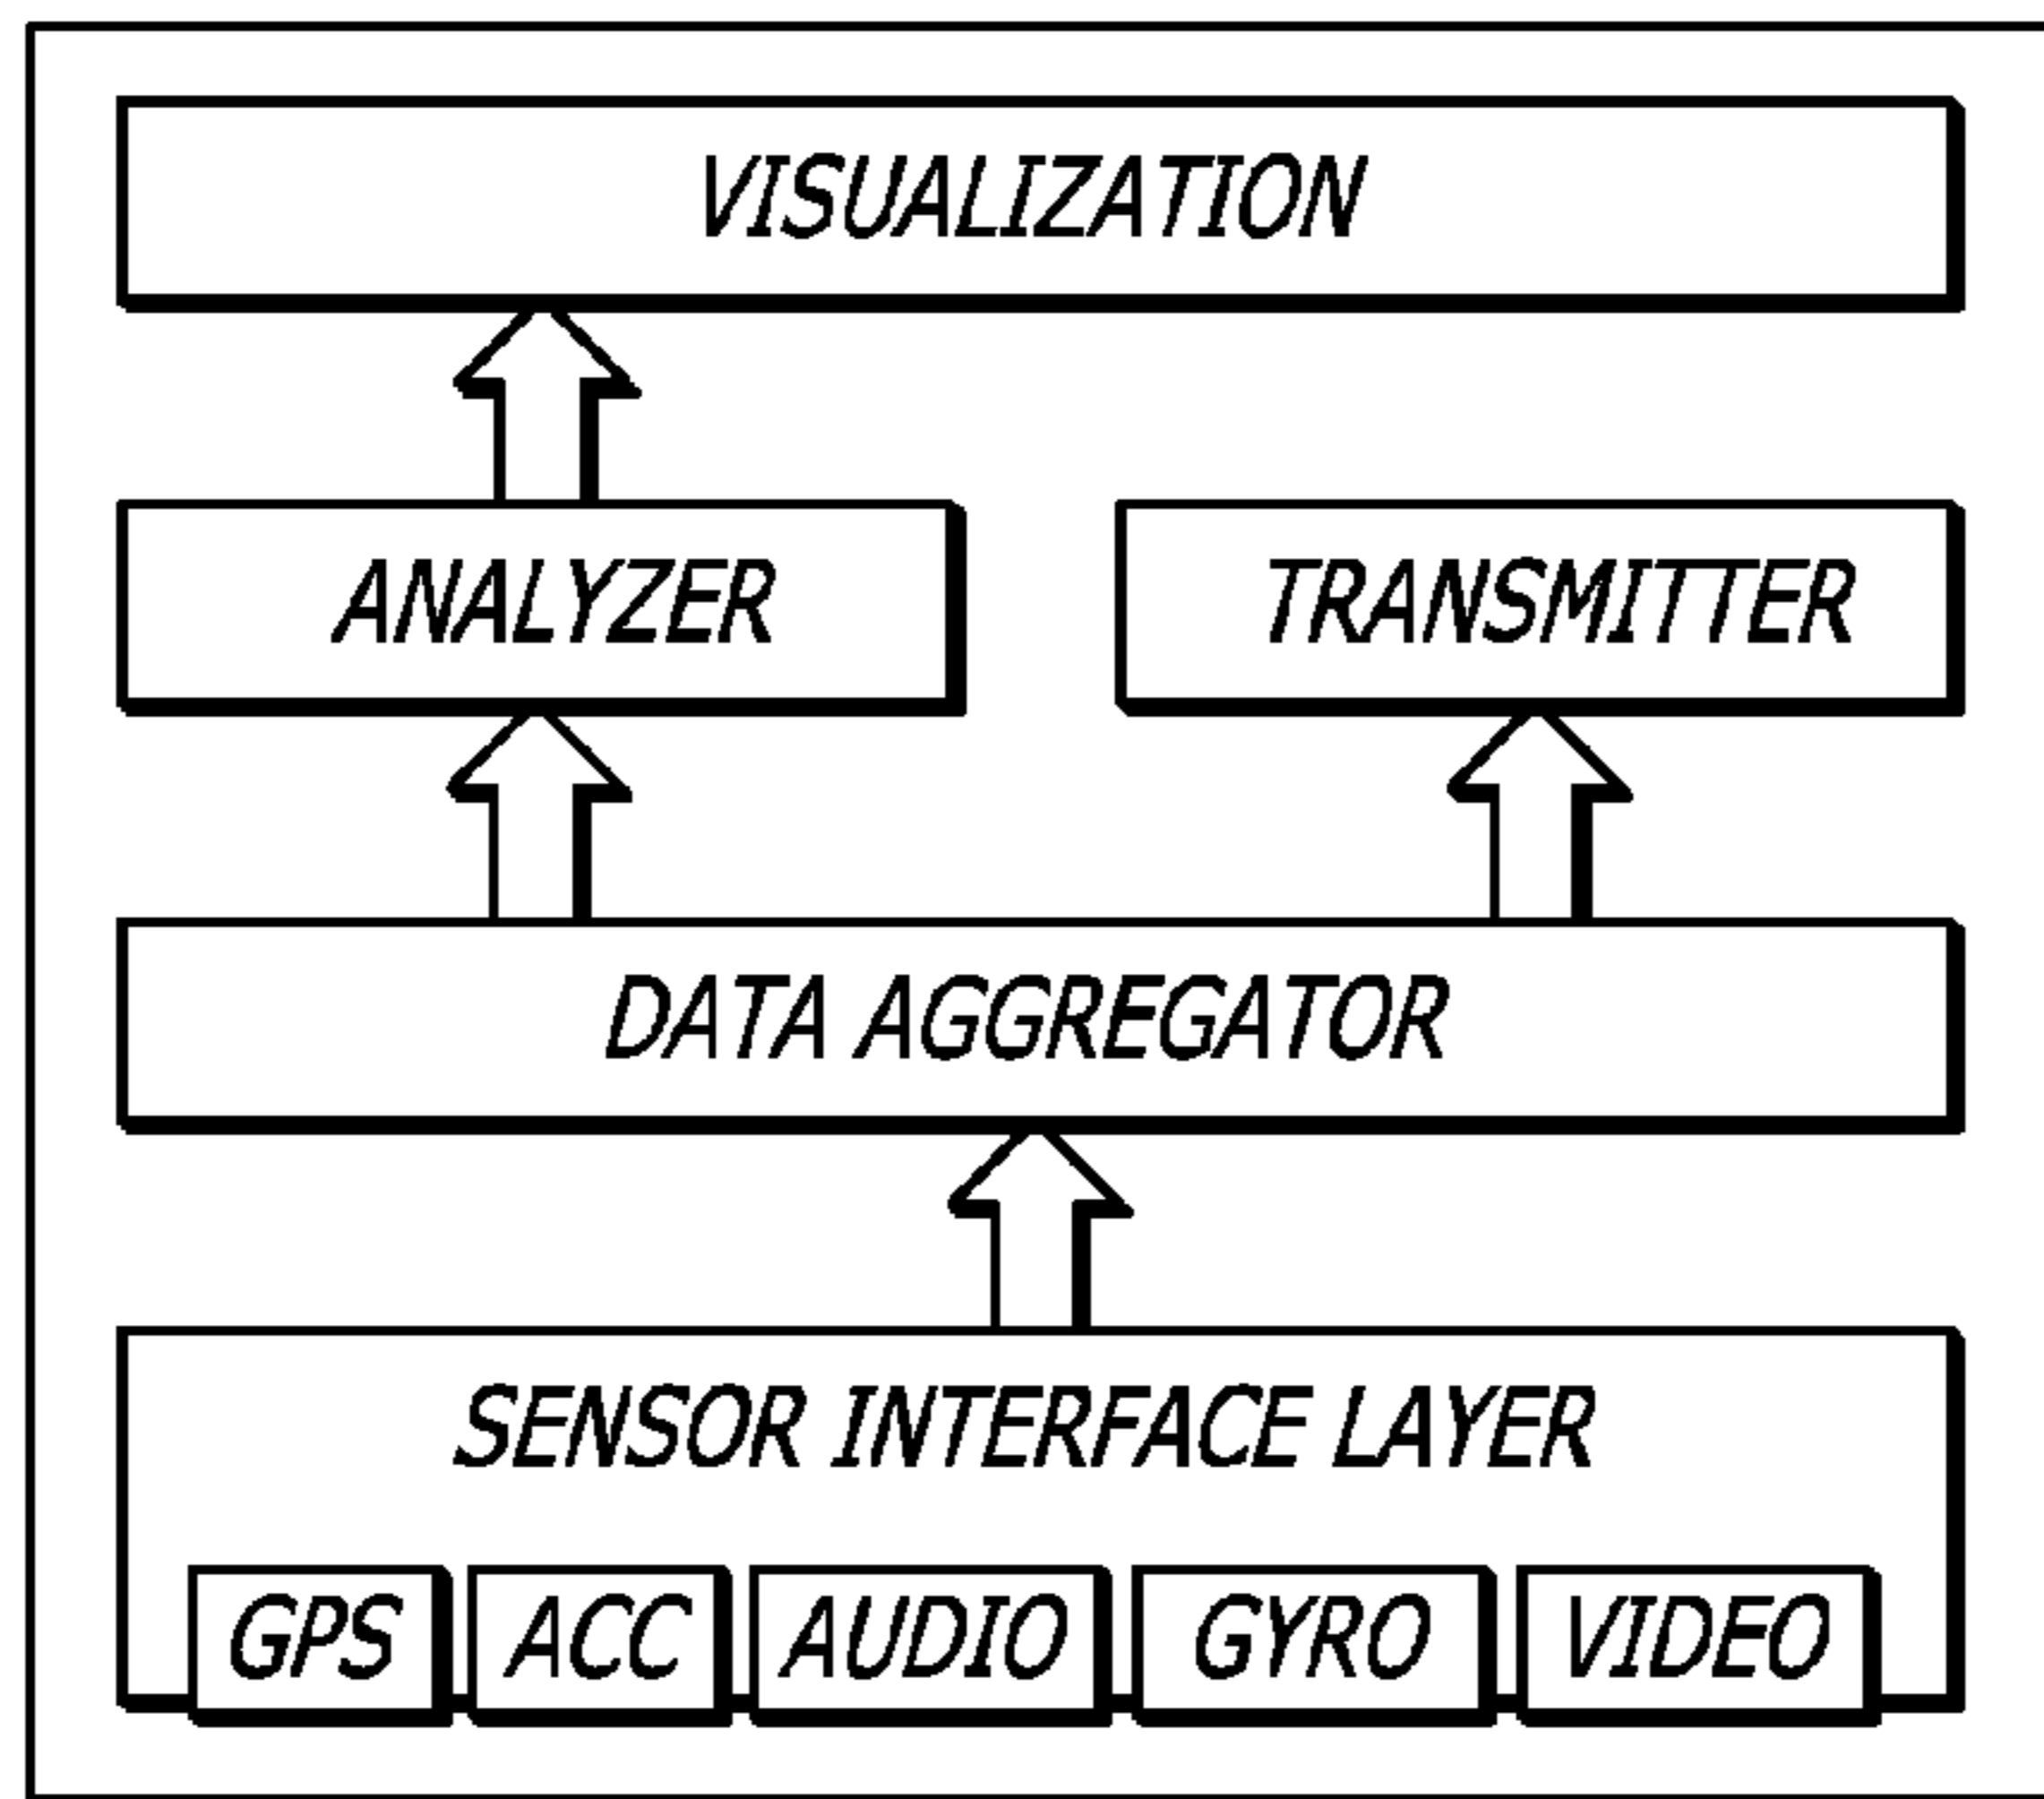 VISUALIZATION
ANALYZER
TRANSMITTER
DATA AGGREGATOR
SENSOR INTERFACE LAYER
GPS
ACC
AUDIO
GYRO
VIDEO